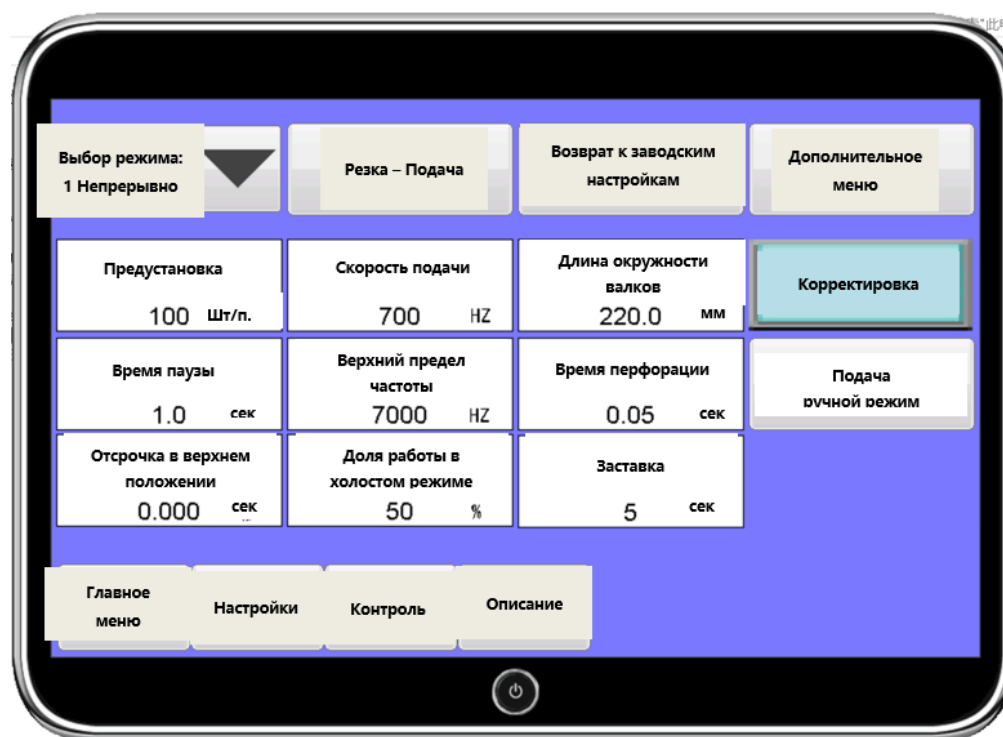 Выбор режима:
1 Непрерывно
Резка – Подача
Возврат к заводским
настройкам
Дополнительное
меню
Предустановка
100 Шт/п.
Скорость подачи
700 HZ
Длина окружности
валков
220.0 мм
Корректировка
Время паузы
1.0 сек
Верхний предел
частоты
7000 HZ
Время перфорации
0.05 сек
Подача
ручной режим
Отсрочка в верхнем
положении
0.000 сек
Доля работы в
холостом режиме
50 %
Заставка
5 сек
Главное
меню
Настройки
Контроль
Описание